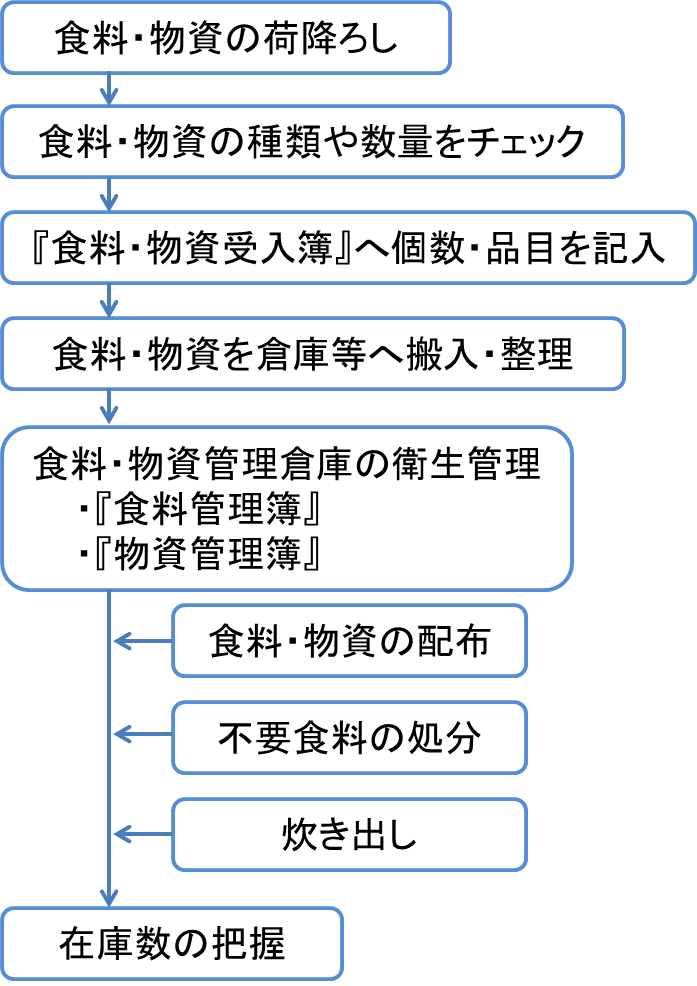 食料・物資の荷降ろし
食料・物資の種類や数量をチェック
『食料・物資受入簿』へ個数・品目を記入
食料・物資を倉庫等へ搬入・整理
食料・物資管理倉庫の衛生管理
・『食料管理簿』
・『物資管理簿』
食料・物資の配布
不要食料の処分
炊き出し
在庫数の把握